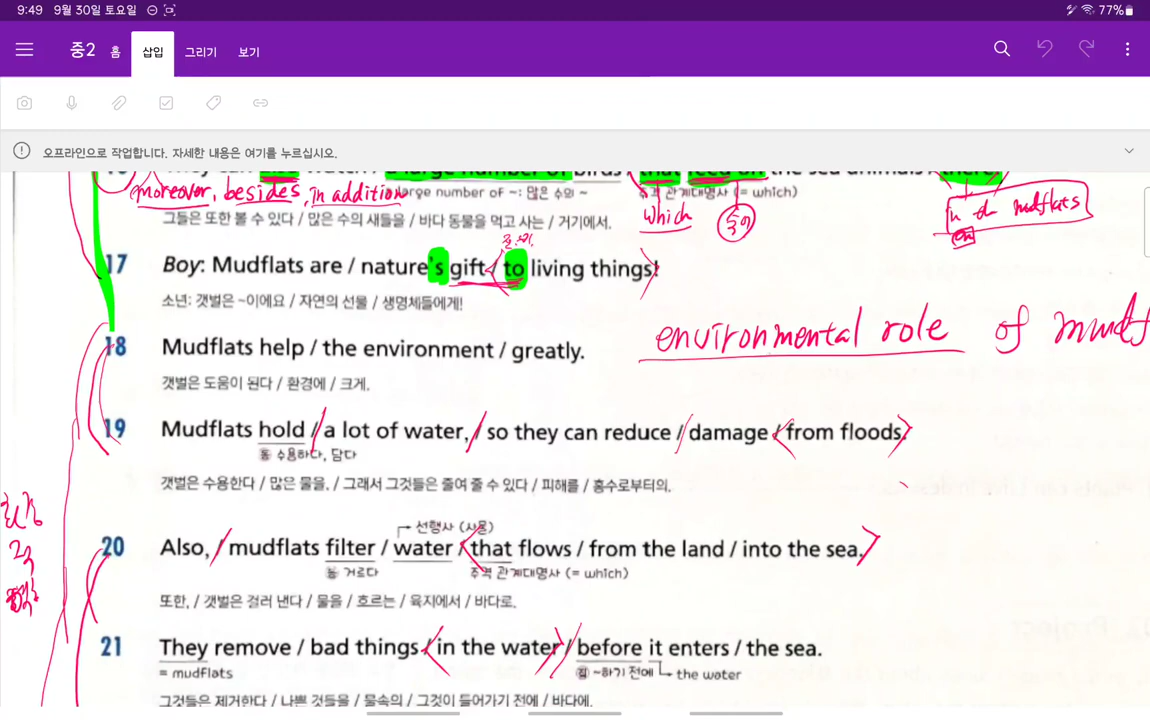 9:49 9월 30일 토요일 77%
중2 홈 삽입 그리기 보기
오프라인으로 작업합니다. 자세한 내용은 여기를 누르십시오.
moreover, besides, in addition
a large number of ~: 많은 수의 ~
주격 관계대명사 (= which)
which
in the mudflats
on
그들은 또한 볼 수 있다 / 많은 수의 새들을 / 바다 동물을 먹고 사는 / 거기에서.
17 Boy: Mudflats are / nature's gift / to living things!
소년: 갯벌은 ~이에요 / 자연의 선물 / 생명체들에게!
environmental role of mudf
18 Mudflats help / the environment / greatly.
갯벌은 도움이 된다 / 환경에 / 크게.
19 Mudflats hold / a lot of water, / so they can reduce / damage / from floods.
동 수용하다, 담다
갯벌은 수용한다 / 많은 물을, / 그래서 그것들은 줄여 줄 수 있다 / 피해를 / 홍수로부터의.
선행사 (사물)
20 Also, / mudflats filter / water / that flows / from the land / into the sea.
동 거르다
주격 관계대명사 (= which)
또한, / 갯벌은 걸러 낸다 / 물을 / 흐르는 / 육지에서 / 바다로.
21 They remove / bad things / in the water / before it enters / the sea.
= mudflats
접 ~하기 전에
the water
그것들은 제거한다 / 나쁜 것들을 / 물속의 / 그것이 들어가기 전에 / 바다에.